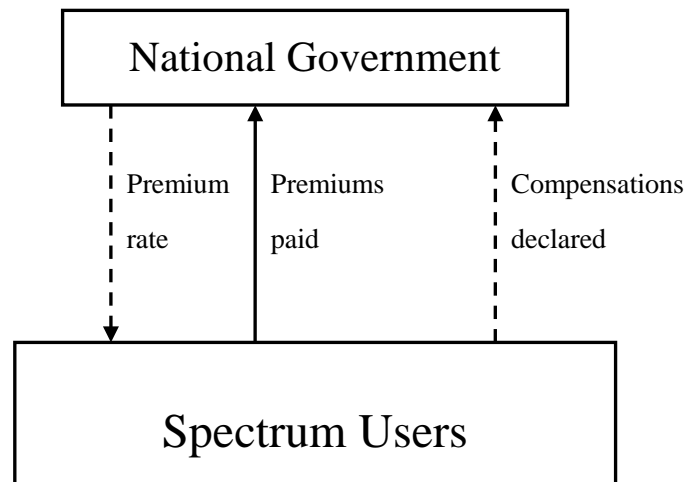 National Government
Premium
rate
Premiums
paid
Compensations
declared
Spectrum Users